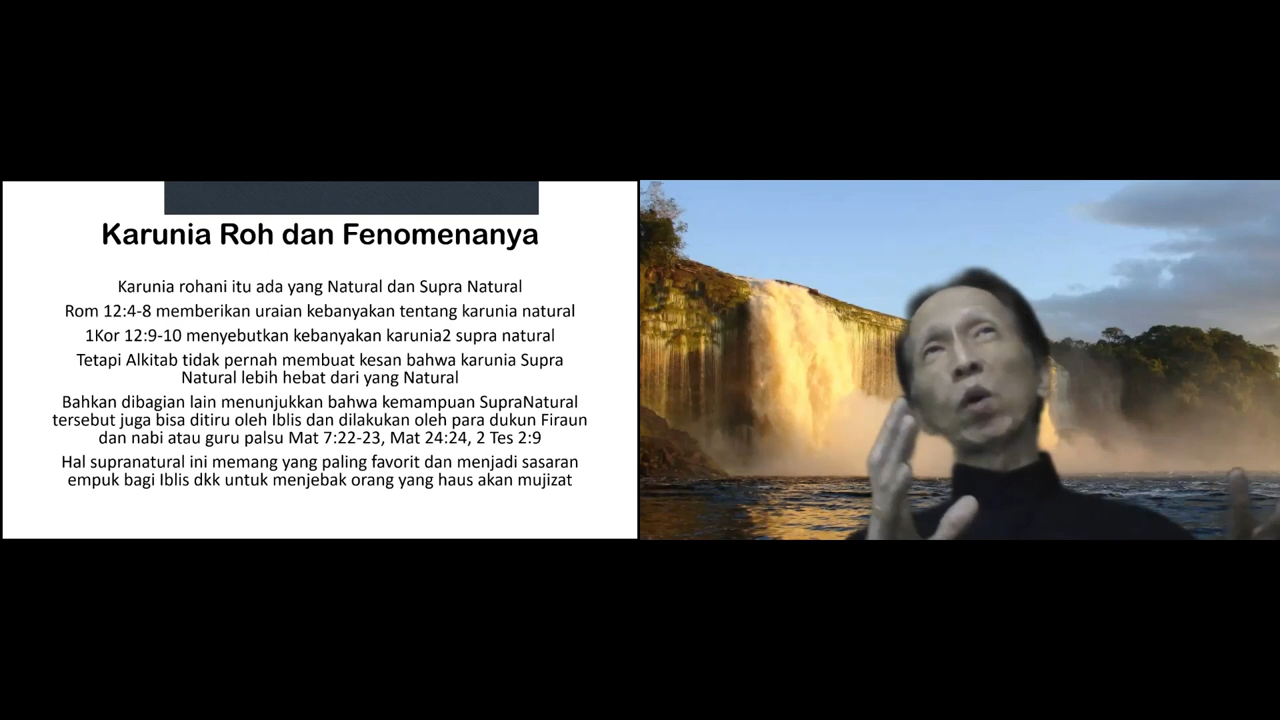 Karunia Roh dan Fenomenanya
Karunia rohani itu ada yang Natural dan Supra Natural
Rom 12:4-8 memberikan uraian kebanyakan tentang karunia natural
1Kor 12:9-10 menyebutkan kebanyakan karunia2 supra natural
Tetapi Alkitab tidak pernah membuat kesan bahwa karunia Supra
Natural lebih hebat dari yang Natural
Bahkan dibagian lain menunjukkan bahwa kemampuan SupraNatural
tersebut juga bisa ditiru oleh Iblis dan dilakukan oleh para dukun Firaun
dan nabi atau guru palsu Mat 7:22-23, Mat 24:24, 2 Tes 2:9
Hal supranatural ini memang yang paling favorit dan menjadi sasaran
empuk bagi Iblis dkk untuk menjebak orang yang haus akan mujizat